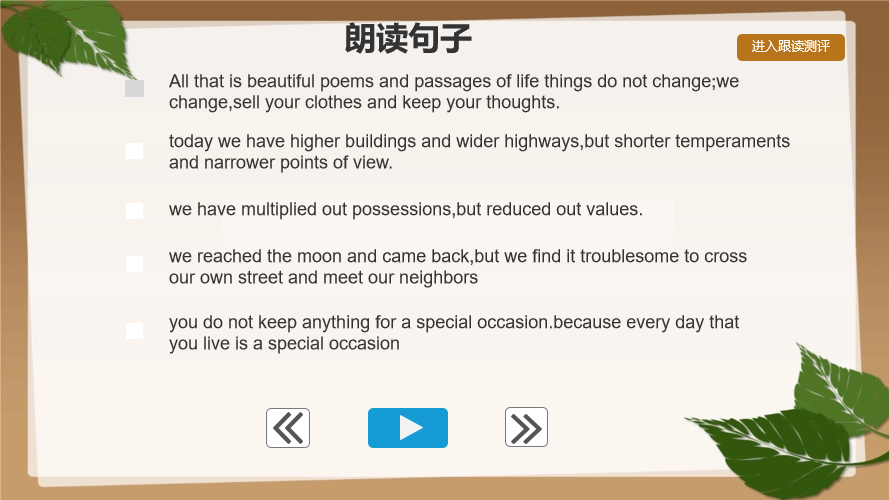 朗读句子
进入跟读测评
All that is beautiful poems and passages of life things do not change;we
change,sell your clothes and keep your thoughts.
today we have higher buildings and wider highways,but shorter temperaments
and narrower points of view.
we have multiplied out possessions,but reduced out values.
we reached the moon and came back,but we find it troublesome to cross
our own street and meet our neighbors
you do not keep anything for a special occasion.because every day that
you live is a special occasion